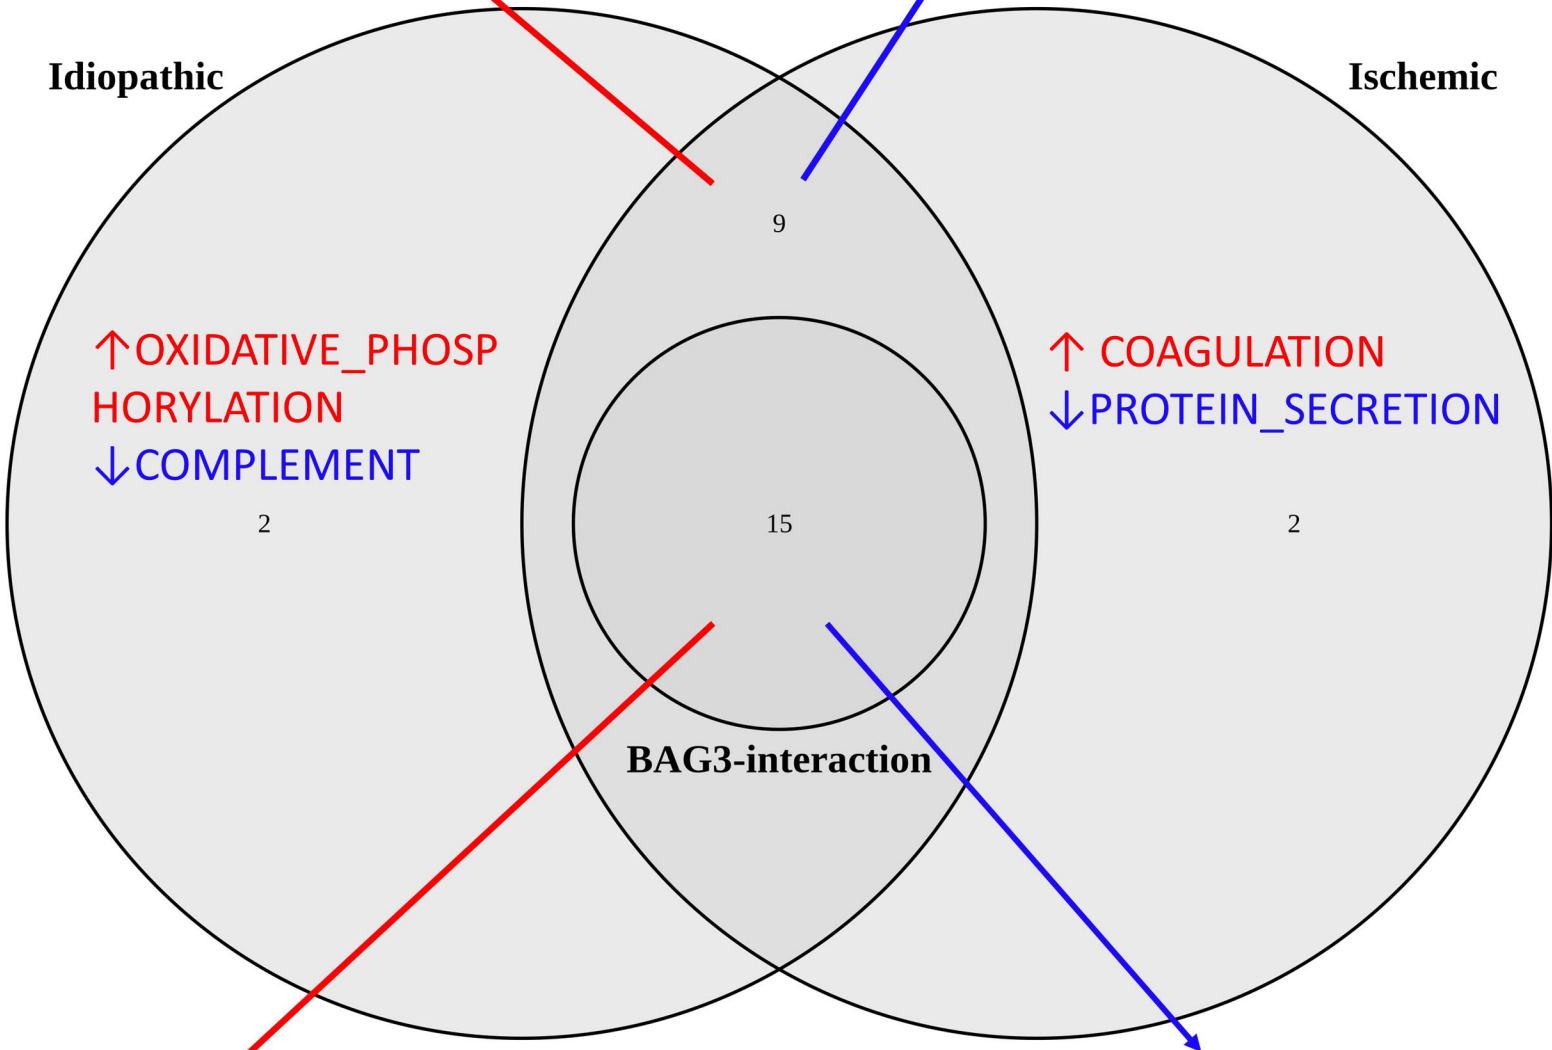 Idiopathic
Ischemic
9
↑OXIDATIVE_PHOSP
HORYLATION
↓COMPLEMENT
2
↑ COAGULATION
↓PROTEIN_SECRETION
2
15
BAG3-interaction